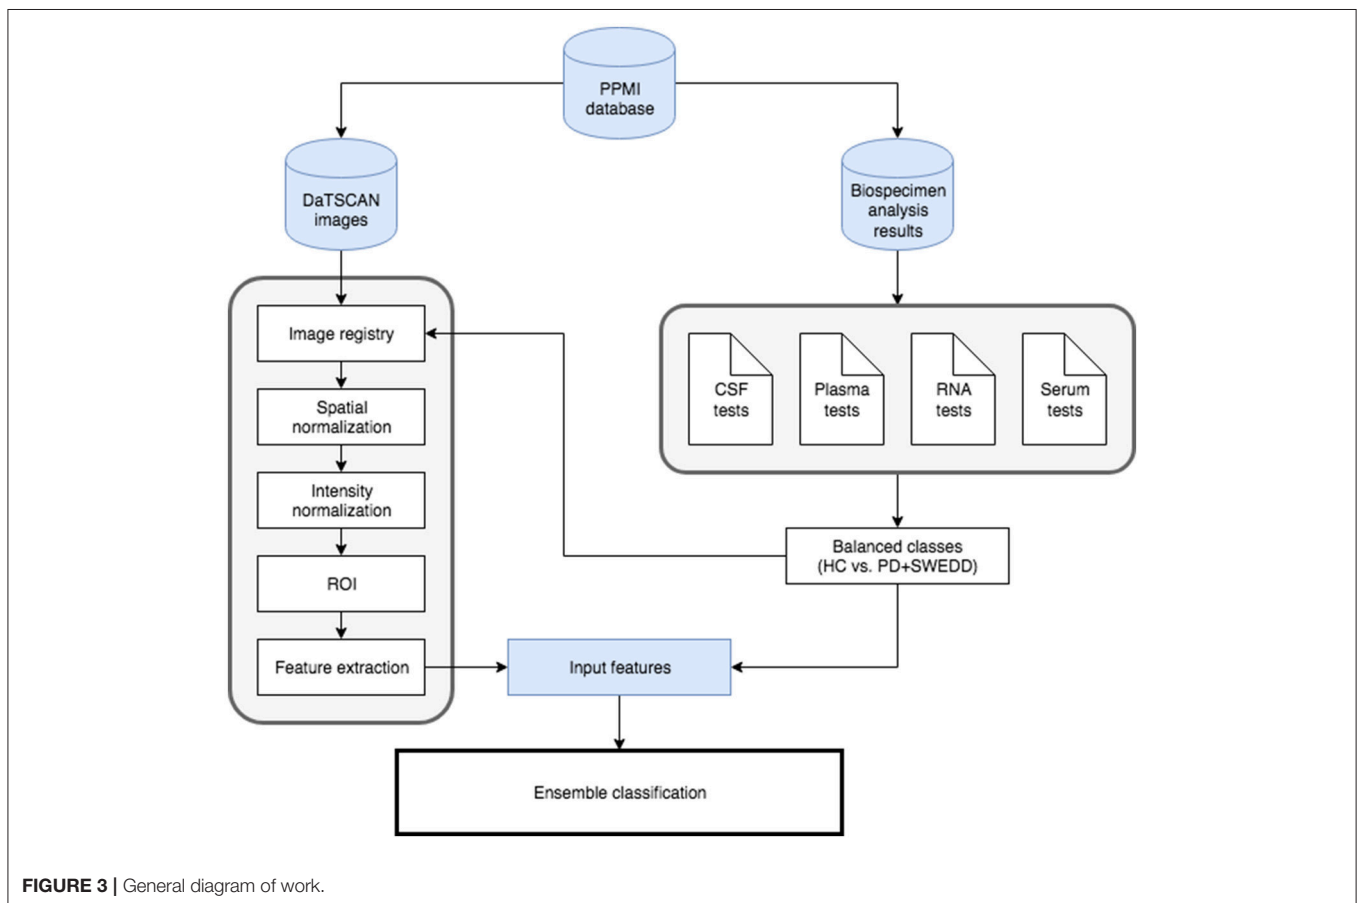 PPMI
database
DaTSCAN
images
Biospecimen
analysis
results
Image registry
Spatial
normalization
Intensity
normalization
ROI
Feature extraction
CSF
tests
Plasma
tests
RNA
tests
Serum
tests
Balanced classes
(HC vs. PD+SWEDD)
Input features
Ensemble classification
FIGURE 3 | General diagram of work.